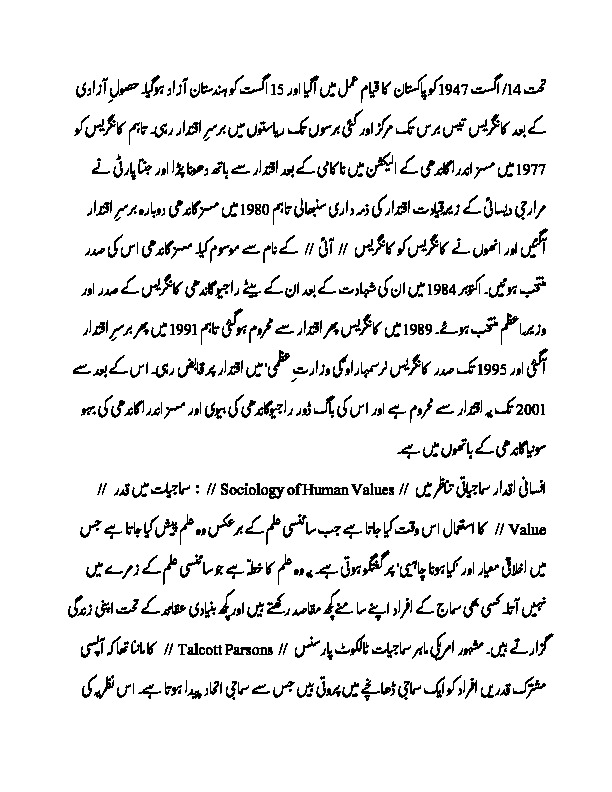 تحت 14/ اگست 1947 کو پاکستان کا قیام عمل میں آگیا اور 15 اگست کو ہندستان آزاد ہوگیا۔ حصولِ آزادی
کے بعد کانگریس تیس برس تک مرکز اور کئی برسوں تک ریاستوں میں برسرِ اقتدار رہی۔ تاہم کانگریس کو
1977 میں مسز اندرا گاندھی کے الیکشن میں ناکامی کے بعد اقتدار سے ہاتھ دھونا پڑا اور جنتا پارٹی نے
مرارجی دیسائی کے زیرِ قیادت اقتدار کی ذمہ داری سنبھالی تاہم 1980 میں مسز گاندھی دوبارہ برسرِ اقتدار
آگئیں اور انھوں نے کانگریس کو کانگریس // آئی // کے نام سے موسوم کیا۔ مسز گاندھی اس کی صدر
منتخب ہوئیں۔ اکتوبر 1984 میں ان کی شہادت کے بعد ان کے بیٹے راجیو گاندھی کانگریس کے صدر اور
وزیر اعظم منتخب ہوئے۔ 1989 میں کانگریس پھر اقتدار سے محروم ہوگئی تاہم 1991 میں پھر برسرِ اقتدار
آگئی اور 1995 تک صدر کانگریس نرسمہاراو کی وزارتِ عظمیٰ میں اقتدار پر قابض رہی۔ اس کے بعد سے
2001 تک یہ اقتدار سے محروم ہے اور اس کی باگ ڈور راجیو گاندھی کی بیوی اور مسز اندرا گاندھی کی بہو
سونیا گاندھی کے ہاتھوں میں ہے۔
انسانی اقدار سماجیاتی تناظر میں // Sociology of Human Values // : سماجیات میں قدر //
Value // کا استعمال اس وقت کیا جاتا ہے جب سائنسی علم کے برعکس وہ علم پیش کیا جاتا ہے جس
میں اخلاقی معیار اور 'کیا ہونا چاہیے' پر گفتگو ہوتی ہے۔ یہ وہ علم کا خطہ ہے جو سائنسی علم کے زمرے میں
نہیں آتا۔ کسی بھی سماج کے افراد اپنے سامنے کچھ مقاصد رکھتے ہیں اور کچھ بنیادی عقائد کے تحت اپنی زندگی
گزارتے ہیں۔ مشہور امریکی ماہر سماجیات ٹالکوٹ پارسنس // Talcott Parsons // کا ماننا تھا کہ آپسی
مشترک قدریں افراد کو ایک سماجی ڈھانچے میں پروتی ہیں جس سے سماجی اتحاد پیدا ہوتا ہے۔ اس نظریہ کی